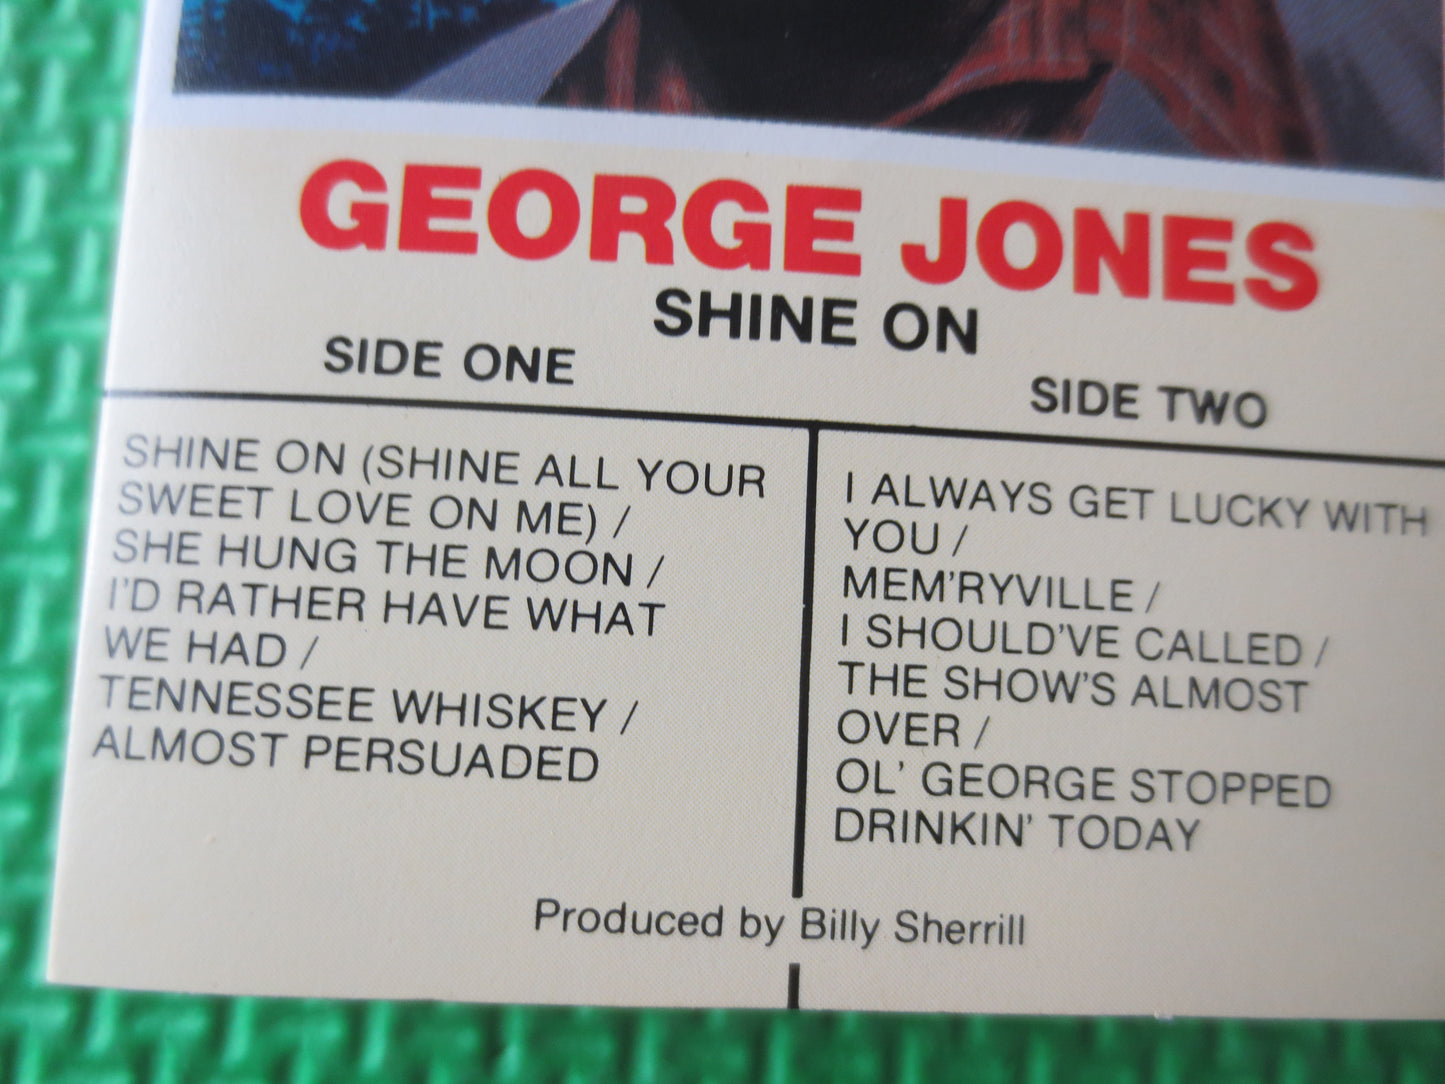 GEORGE JONES
SHINE ON
SIDE ONE
SHINE ON (SHINE ALL YOUR
SWEET LOVE ON ME) /
SHE HUNG THE MOON /
I'D RATHER HAVE WHAT
WE HAD /
TENNESSEE WHISKEY /
ALMOST PERSUADED
SIDE TWO
I ALWAYS GET LUCKY WITH
YOU /
MEM'RYVILLE /
I SHOULD'VE CALLED /
THE SHOW'S ALMOST
OVER /
OL' GEORGE STOPPED
DRINKIN' TODAY
Produced by Billy Sherrill